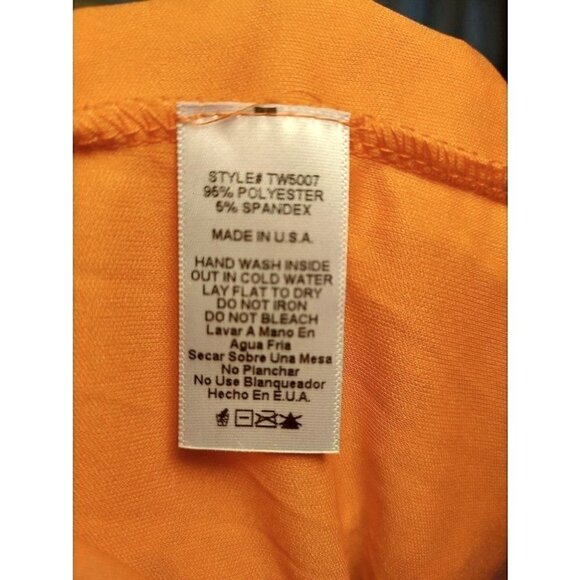 STYLE# TW5007
95% POLYESTER
5% SPANDEX
MADE IN U.S.A.
HAND WASH INSIDE
OUT IN COLD WATER
LAY FLAT TO DRY
DO NOT IRON
DO NOT BLEACH
Lavar A Mano En
Agua Fria
Secar Sobre Una Mesa
No Planchar
No Use Blanqueador
Hecho En E.U.A.